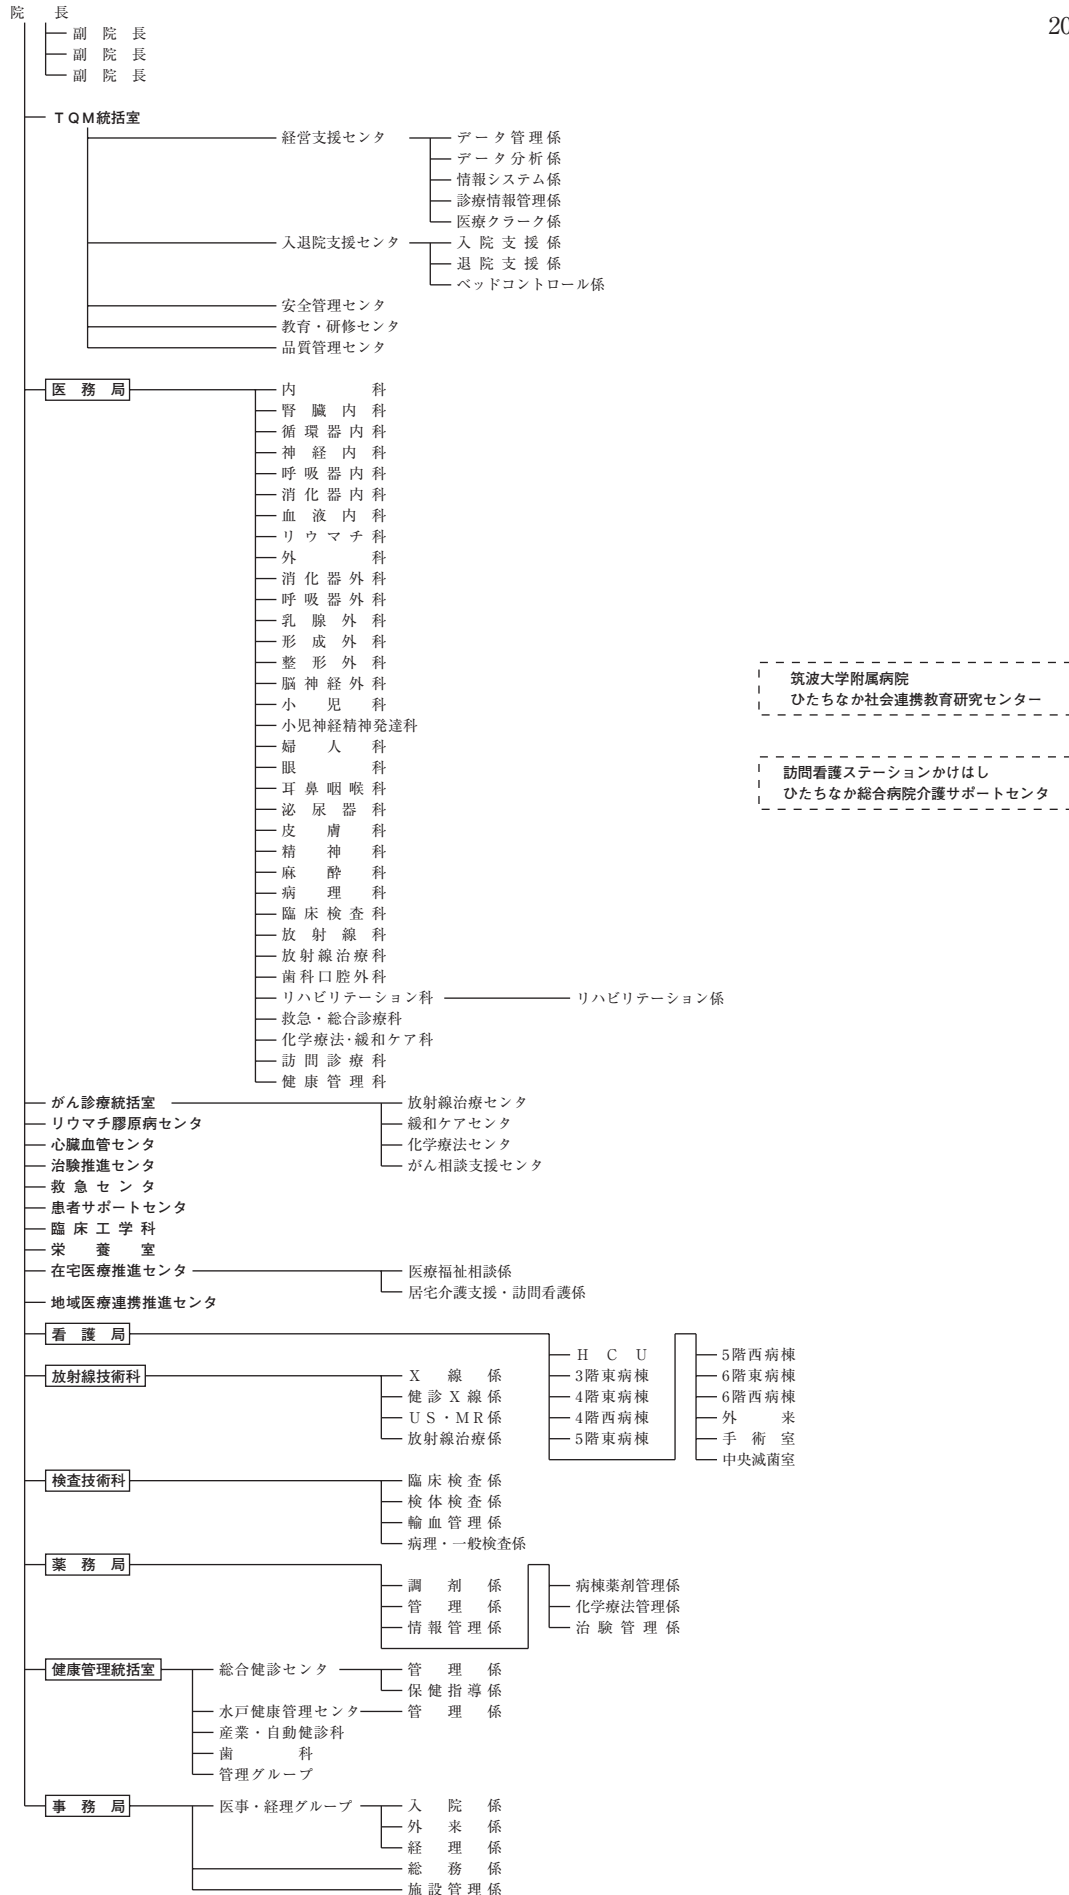 院長
20
副院長
副院長
副院長
TQM統括室
経営支援センタ
データ管理係
データ分析係
情報システム係
診療情報管理係
医療クラーク係
入退院支援センタ
入院支援係
退院支援係
ベッドコントロール係
安全管理センタ
教育・研修センタ
品質管理センタ
医務局
内科
腎臓内科
循環器内科
神経内科
呼吸器内科
消化器内科
血液内科
リウマチ科
外科
消化器外科
呼吸器外科
乳腺外科
形成外科
整形外科
脳神経外科
小児科
小児神経精神発達科
婦人科
眼科
耳鼻咽喉科
泌尿器科
皮膚科
精神科
麻酔科
病理科
臨床検査科
放射線科
放射線治療科
歯科口腔外科
リハビリテーション科
リハビリテーション係
救急・総合診療科
化学療法・緩和ケア科
訪問診療科
健康管理科
筑波大学附属病院
ひたちなか社会連携教育研究センター
訪問看護ステーションかけはし
ひたちなか総合病院介護サポートセンタ
がん診療統括室
放射線治療センタ
緩和ケアセンタ
化学療法センタ
がん相談支援センタ
リウマチ膠原病センタ
心臓血管センタ
治験推進センタ
救急センタ
患者サポートセンタ
臨床工学科
栄養室
在宅医療推進センタ
医療福祉相談係
居宅介護支援・訪問看護係
地域医療連携推進センタ
看護局
HCU
3階東病棟
4階東病棟
4階西病棟
5階東病棟
5階西病棟
6階東病棟
6階西病棟
外来
手術室
中央滅菌室
放射線技術科
X線係
健診X線係
US・MR係
放射線治療係
検査技術科
臨床検査係
検体検査係
輸血管理係
病理・一般検査係
薬務局
調剤係
管理係
情報管理係
病棟薬剤管理係
化学療法管理係
治験管理係
健康管理統括室
総合健診センタ
管理係
保健指導係
水戸健康管理センタ
管理係
産業・自動健診科
歯科
管理グループ
事務局
医事・経理グループ
入院係
外来係
経理係
総務係
施設管理係